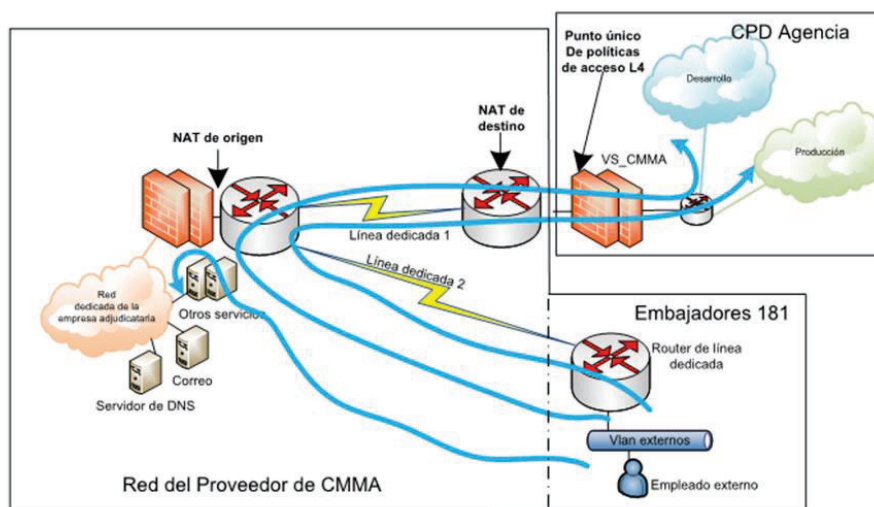 CPD Agencia
Punto único
De políticas
de acceso L4
Desarrollo
NAT de
destino
NAT de origen
VS_CMMA
Producción
Línea dedicada 1
Línea dedicada 2
Red
dedicada de la
empresa adjudicataria
Otros servicios
Correo
Servidor de DNS
Embajadores 181
Router de línea
dedicada
Vlan externos
Empleado externo
Red del Proveedor de CMMA